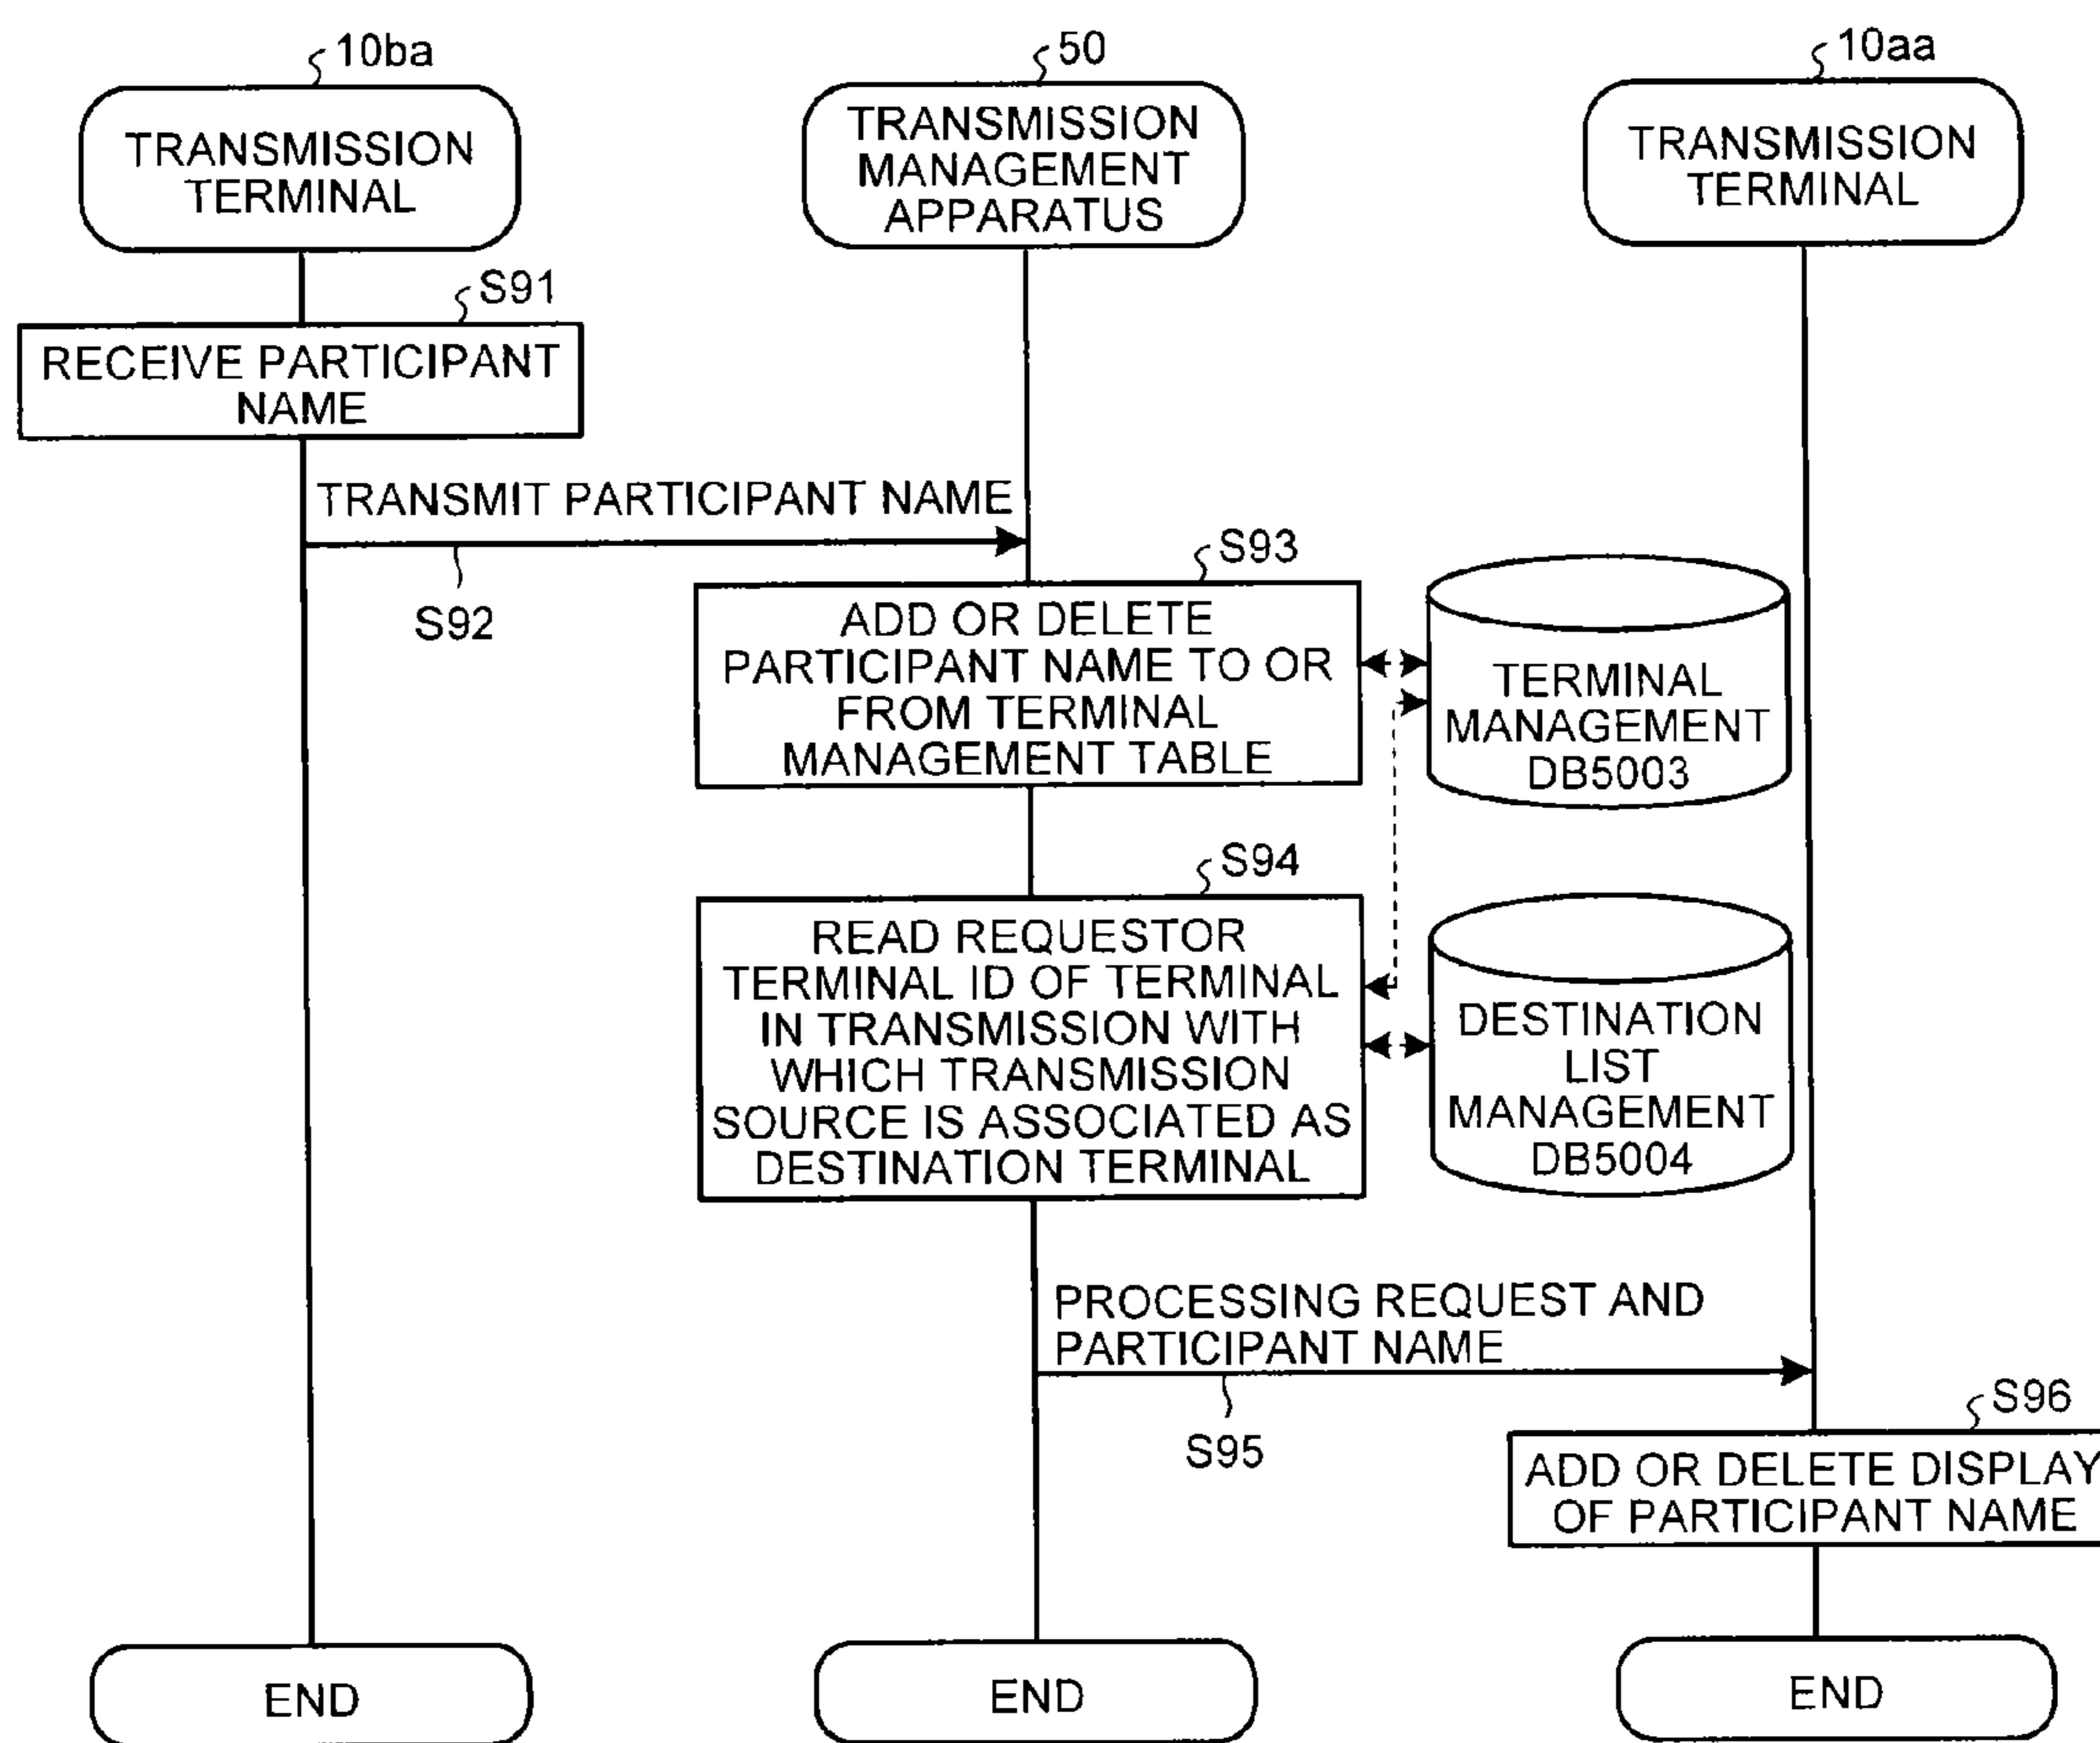 10ba
TRANSMISSION
TERMINAL
50
TRANSMISSION
MANAGEMENT
APPARATUS
10aa
TRANSMISSION
TERMINAL
S91
RECEIVE PARTICIPANT
NAME
TRANSMIT PARTICIPANT NAME
S92
S93
ADD OR DELETE
PARTICIPANT NAME TO OR
FROM TERMINAL
MANAGEMENT TABLE
TERMINAL
MANAGEMENT
DB5003
S94
READ REQUESTOR
TERMINAL ID OF TERMINAL
IN TRANSMISSION WITH
WHICH TRANSMISSION
SOURCE IS ASSOCIATED AS
DESTINATION TERMINAL
DESTINATION
LIST
MANAGEMENT
DB5004
PROCESSING REQUEST AND
PARTICIPANT NAME
S95
S96
ADD OR DELETE DISPLAY
OF PARTICIPANT NAME
END
END
END